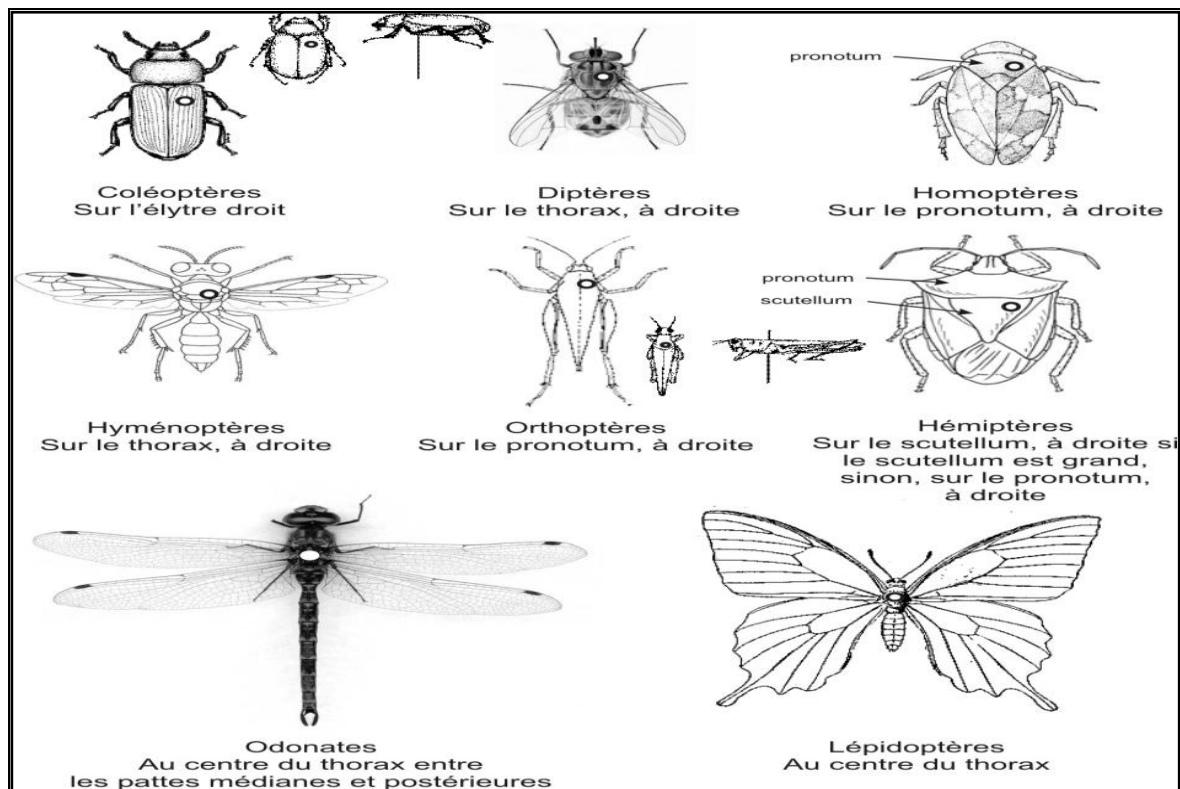 pronotum
Coléoptères
Sur l'élytre droit
Diptères
Sur le thorax, à droite
Homoptères
Sur le pronotum, à droite
pronotum
scutellum
Hyménoptères
Sur le thorax, à droite
Orthoptères
Sur le pronotum, à droite
Hémiptères
Sur le scutellum, à droite si
le scutellum est grand,
sinon, sur le pronotum,
à droite
Odonates
Au centre du thorax entre
les pattes médianes et postérieures
Lépidoptères
Au centre du thorax